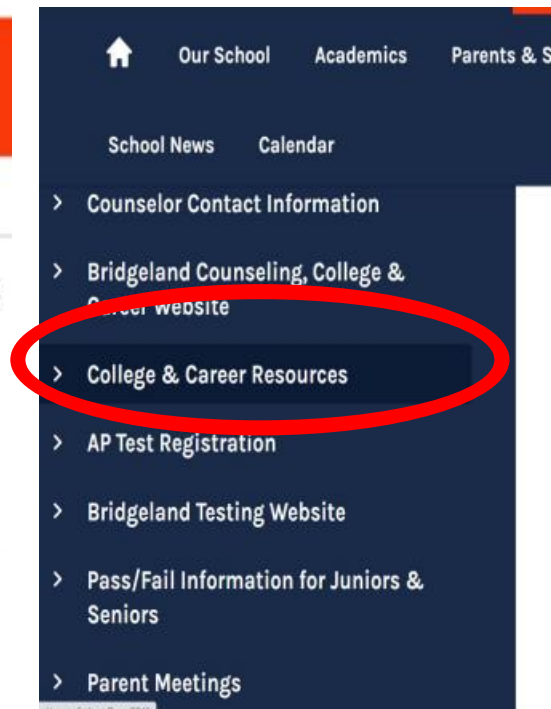 Our School Academics Parents & S
School News Calendar
> Counselor Contact Information
> Bridgeland Counseling, College &
Career Website
> College & Career Resources
> AP Test Registration
> Bridgeland Testing Website
> Pass/Fail Information for Juniors &
Seniors
> Parent Meetings